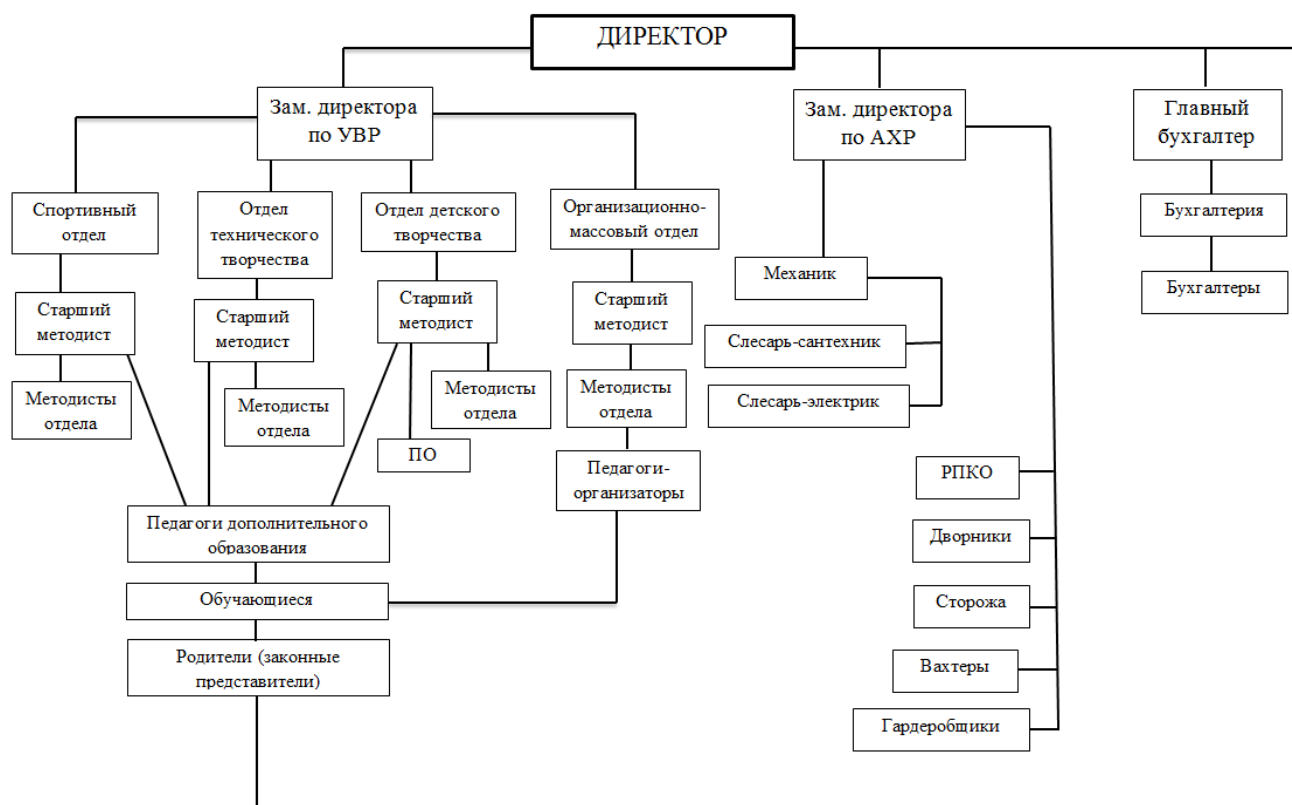 ДИРЕКТОР
Зам. директора
по УВР
Зам. директора
по АХР
Главный
бухгалтер
Спортивный
отдел
Отдел
технического
творчества
Отдел детского
творчества
Организационно-
массовый отдел
Бухгалтерия
Механик
Бухгалтеры
Старший
методист
Старший
методист
Старший
методист
Старший
методист
Слесарь-сантехник
Методисты
отдела
Методисты
отдела
Методисты
отдела
Методисты
отдела
Слесарь-электрик
ПО
Педагоги-
организаторы
РПКО
Педагоги дополнительного
образования
Дворники
Обучающиеся
Сторожа
Родители (законные
представители)
Вахтеры
Гардеробщики